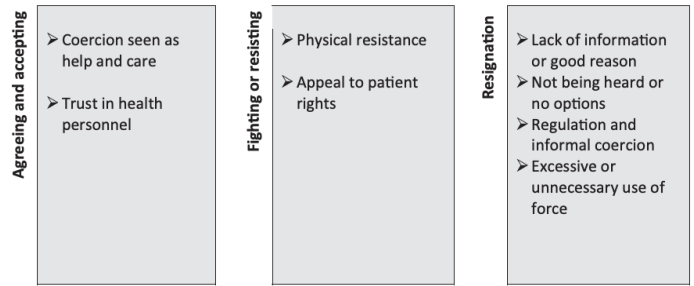 Agreeing and accepting
➢ Coercion seen as
help and care
➢ Trust in health
personnel
Fighting or resisting
➢ Physical resistance
➢ Appeal to patient
rights
Resignation
➢ Lack of information
or good reason
➢ Not being heard or
no options
➢ Regulation and
informal coercion
➢ Excessive or
unnecessary use of
force